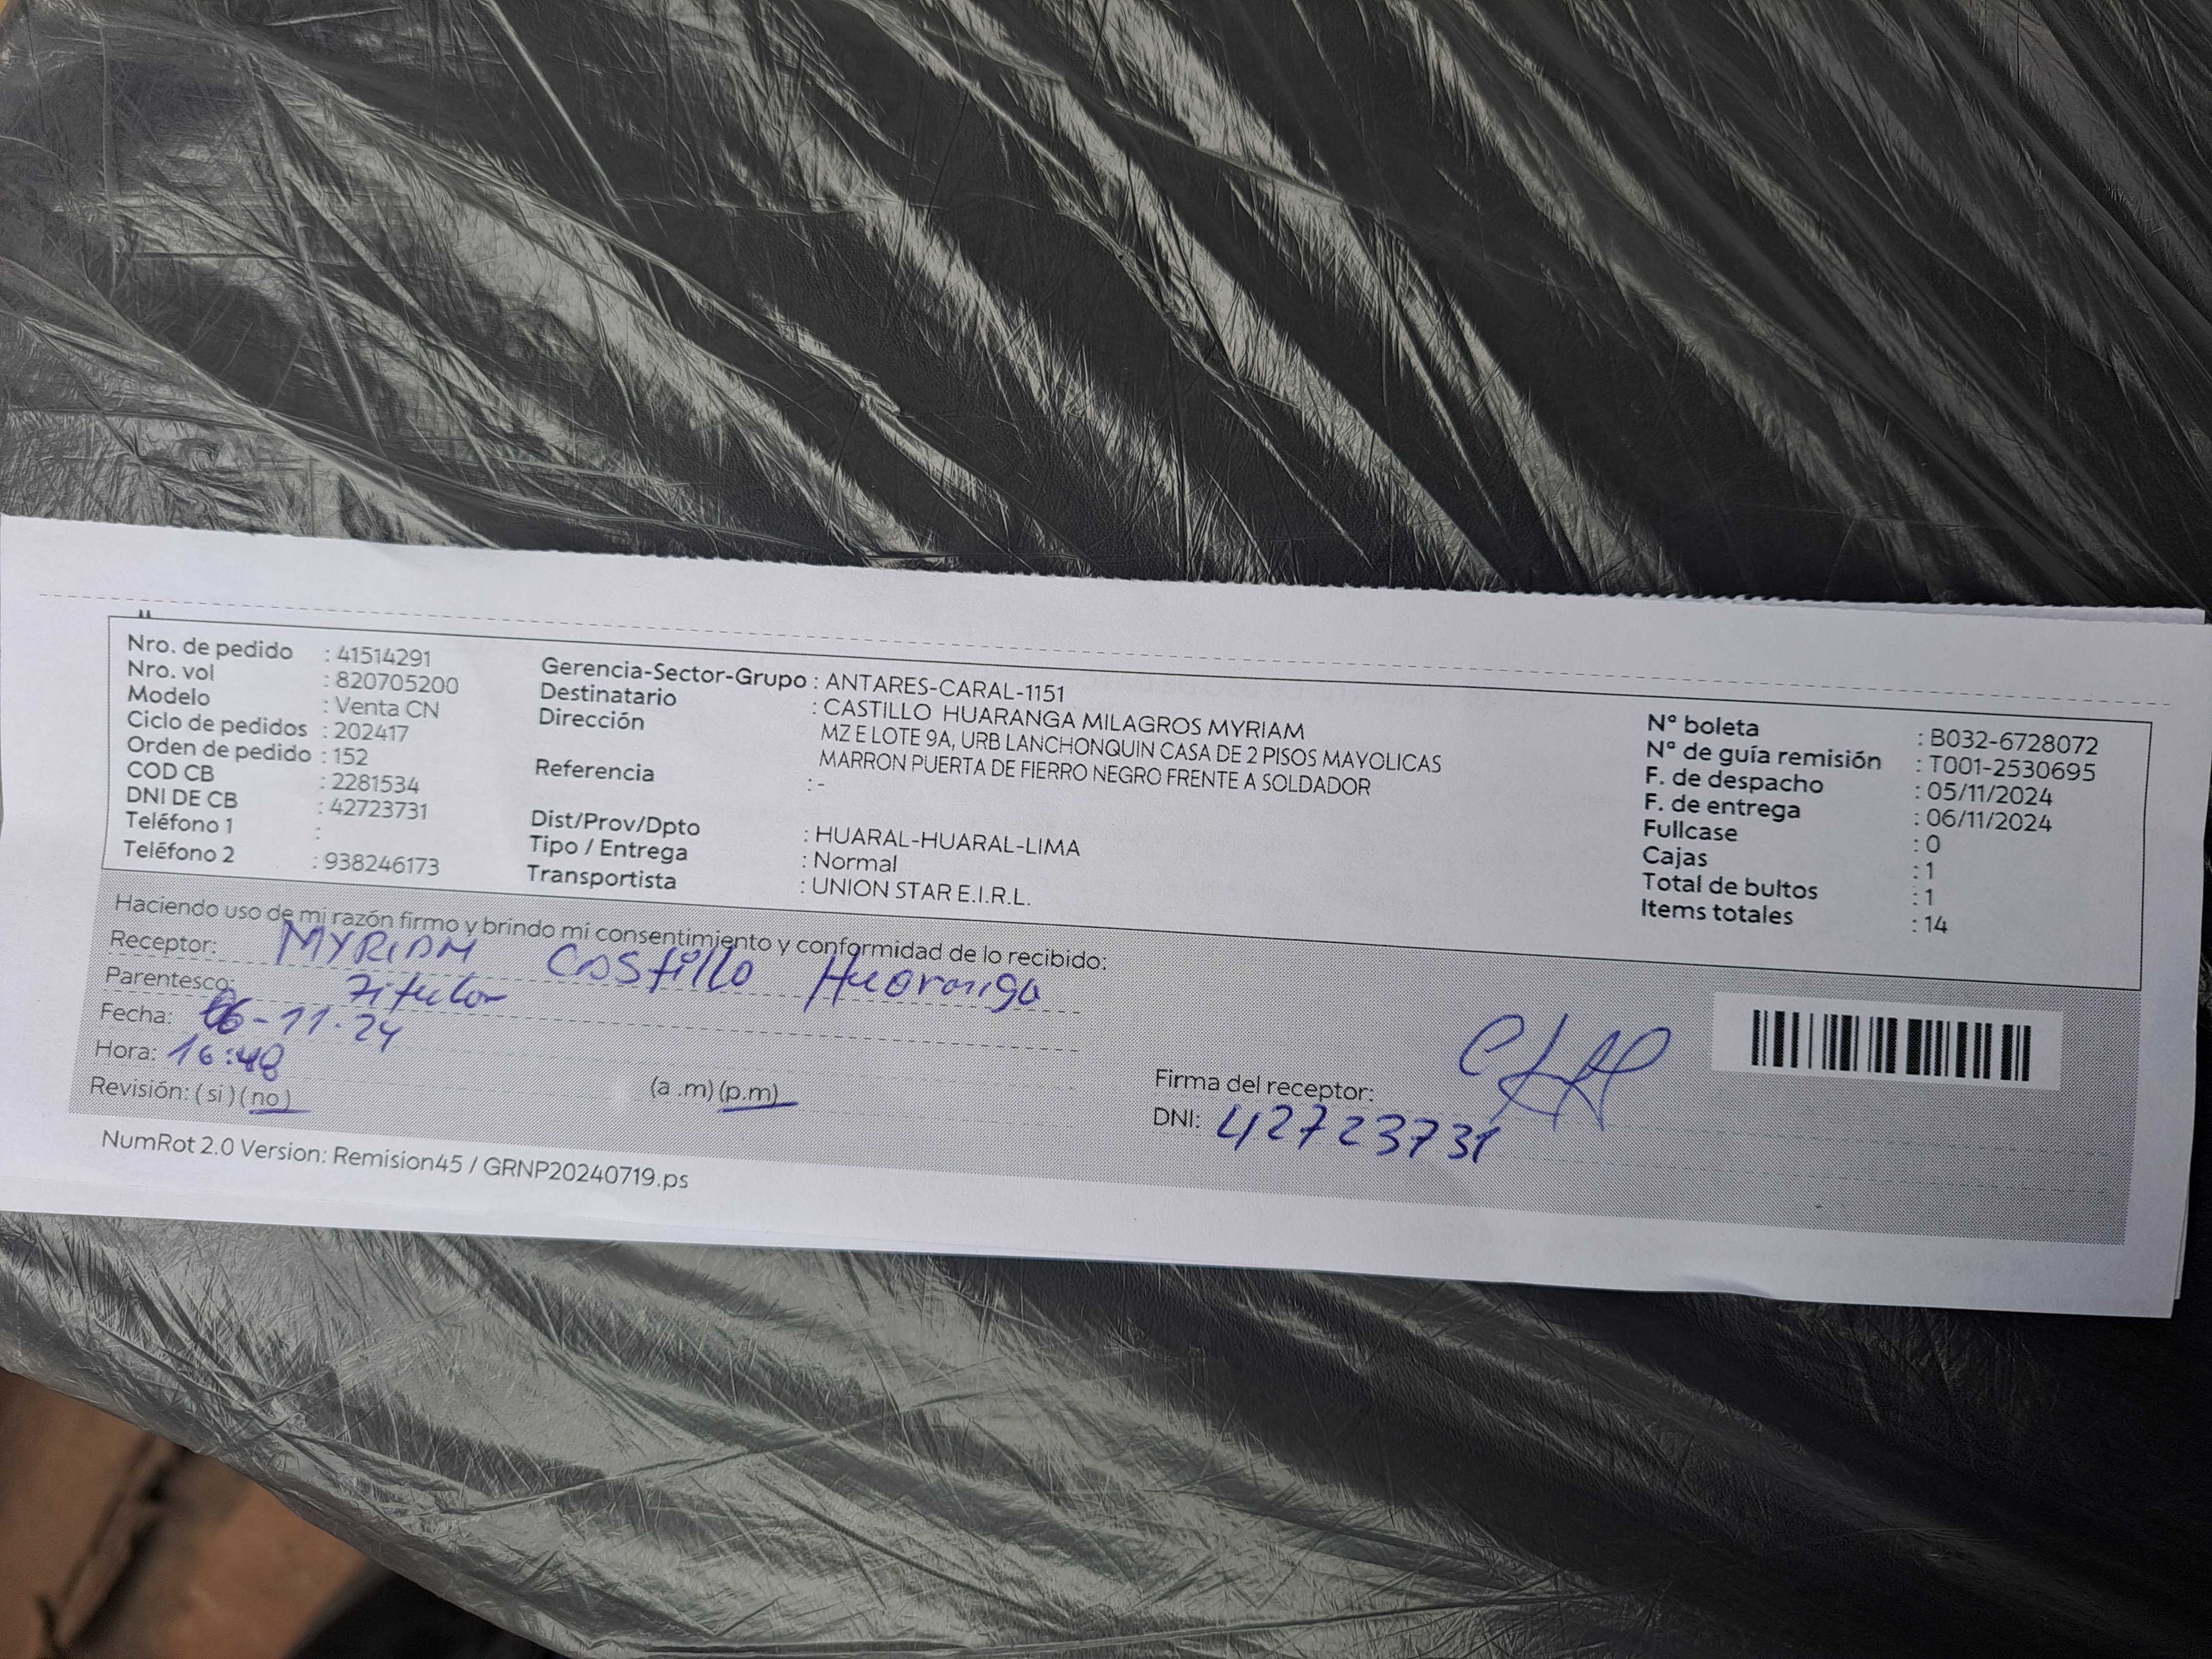 Nro. de pedido : 41514291
Nro. vol : 820705200
Modelo : Venta CN
Ciclo de pedidos : 202417
Orden de pedido : 152
COD CB : 2281534
DNI DE CB : 42723731
Teléfono 1 :
Teléfono 2 : 938246173
Gerencia-Sector-Grupo : ANTARES-CARAL-1151
Destinatario : CASTILLO HUARANGA MILAGROS MYRIAM
Dirección MZ E LOTE 9A, URB LANCHONQUIN CASA DE 2 PISOS MAYOLICAS
MARRON PUERTA DE FIERRO NEGRO FRENTE A SOLDADOR
Referencia : -
Dist/Prov/Dpto : HUARAL-HUARAL-LIMA
Tipo / Entrega : Normal
Transportista : UNION STAR E.I.R.L.
N° boleta : B032-6728072
N° de guía remisión : T001-2530695
F. de despacho : 05/11/2024
F. de entrega : 06/11/2024
Fullcase : 0
Cajas : 1
Total de bultos : 1
Items totales : 14
Haciendo uso de mi razón firmo y brindo mi consentimiento y conformidad de lo recibido:
Receptor: MYRIAM Castillo Huaranga
Parentesco: Titular
Fecha: 06-11-24
Hora: 16:48 (a .m) (p.m)
Revisión: ( si ) ( no )
Firma del receptor:
DNI: 42723731
NumRot 2.0 Version: Remision45 / GRNP20240719.ps